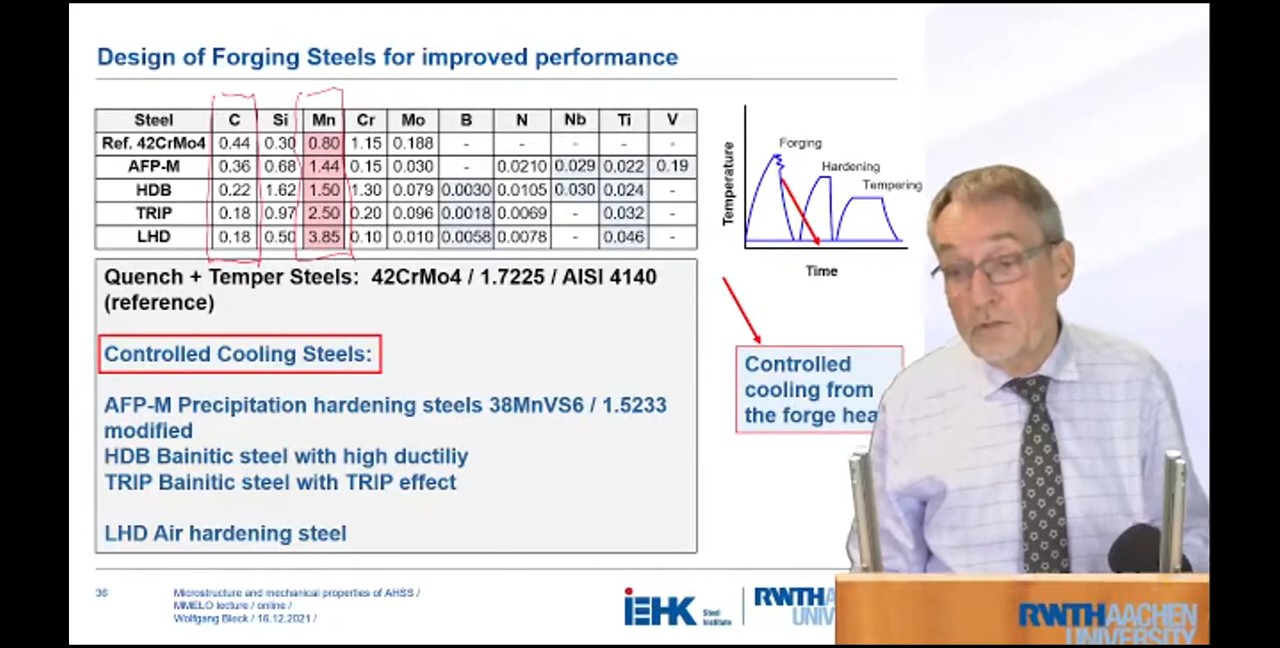 Design of Forging Steels for improved performance
Steel C Si Mn Cr Mo B N Nb Ti V
Ref. 42CrMo4 0.44 0.30 0.80 1.15 0.188 - - - - -
AFP-M 0.36 0.68 1.44 0.15 0.030 - 0.0210 0.029 0.022 0.19
HDB 0.22 1.62 1.50 1.30 0.079 0.0030 0.0105 0.030 0.024 -
TRIP 0.18 0.97 2.50 0.20 0.096 0.0018 0.0069 - 0.032 -
LHD 0.18 0.50 3.85 0.10 0.010 0.0058 0.0078 - 0.046 -
Temperature
Forging
Hardening
Tempering
Time
Quench + Temper Steels: 42CrMo4 / 1.7225 / AISI 4140
(reference)
Controlled Cooling Steels:
AFP-M Precipitation hardening steels 38MnVS6 / 1.5233
modified
HDB Bainitic steel with high ductiliy
TRIP Bainitic steel with TRIP effect
LHD Air hardening steel
Controlled
cooling from
the forge hea
36
Microstructure and mechanical properties of AHSS /
MMELO lecture / online /
Wolfgang Bleck / 16.12.2021 /
iEHK Steel
Institute
RWTHA
UNIV
RWTHAACHEN
UNIVERSITY